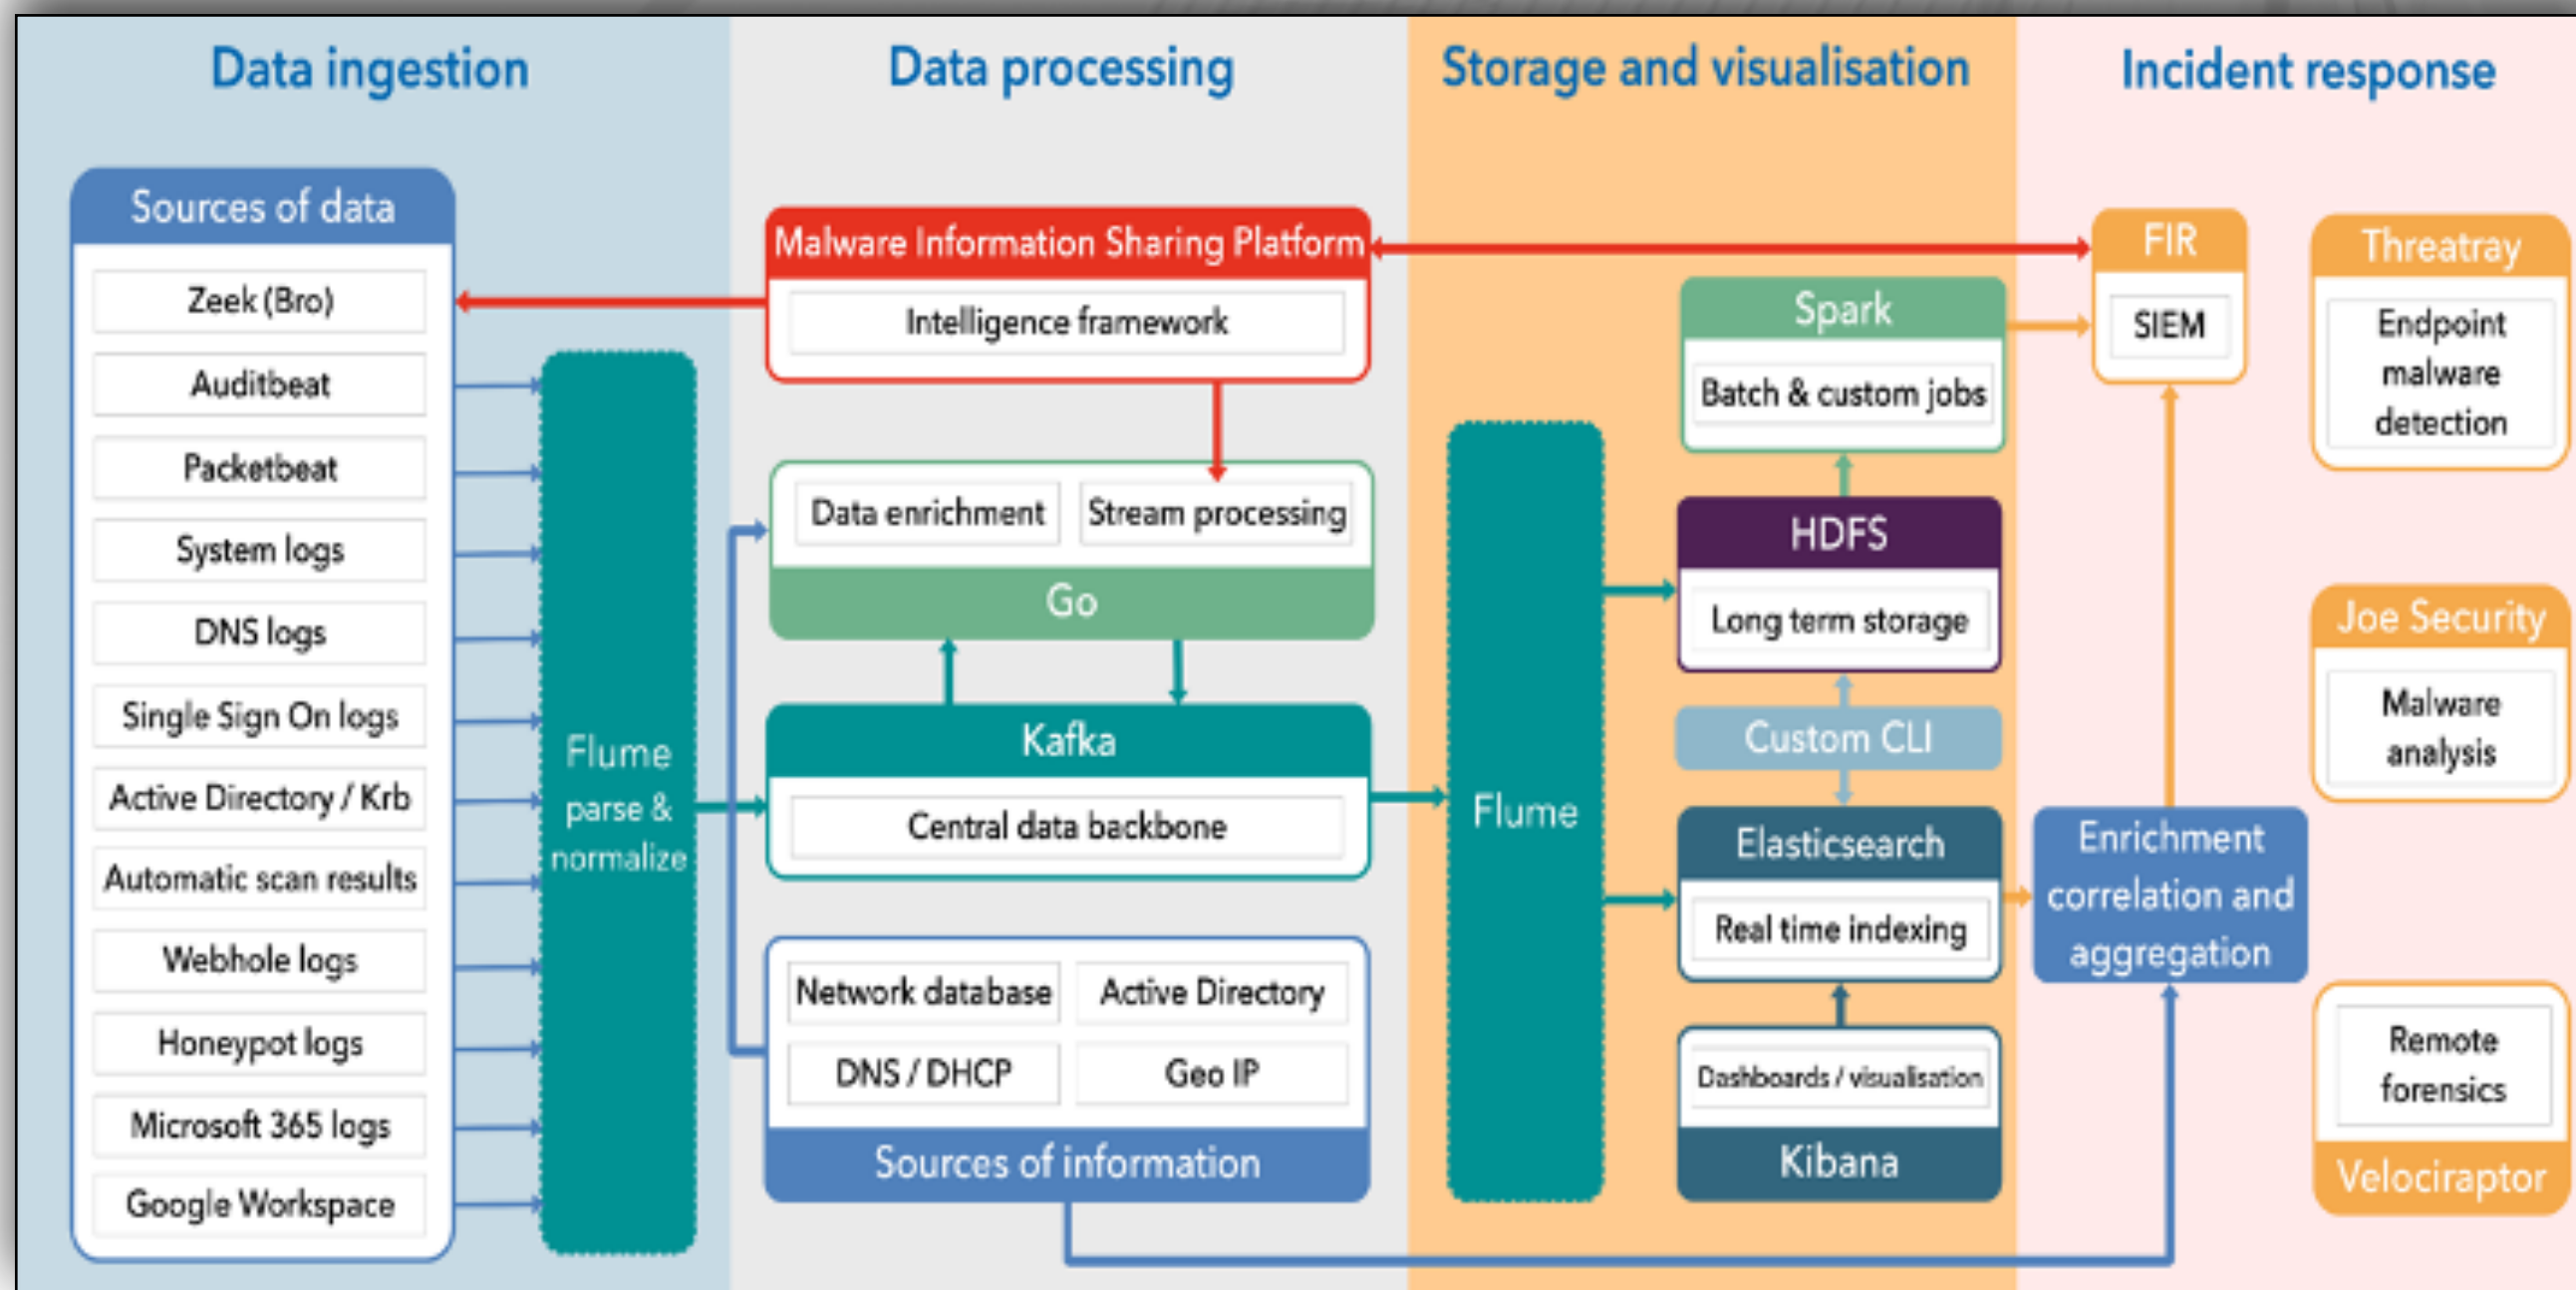 Data ingestion
Data processing
Storage and visualisation
Incident response
Sources of data
Zeek (Bro)
Auditbeat
Packetbeat
System logs
DNS logs
Single Sign On logs
Active Directory / Krb
Automatic scan results
Webhole logs
Honeypot logs
Microsoft 365 logs
Google Workspace
Flume
parse &
normalize
Malware Information Sharing Platform
Intelligence framework
Data enrichment
Stream processing
Go
Kafka
Central data backbone
Network database
Active Directory
DNS / DHCP
Geo IP
Sources of information
Flume
Spark
Batch & custom jobs
HDFS
Long term storage
Custom CLI
Elasticsearch
Real time indexing
Dashboards / visualisation
Kibana
FIR
SIEM
Enrichment
correlation and
aggregation
Threatray
Endpoint
malware
detection
Joe Security
Malware
analysis
Remote
forensics
Velociraptor